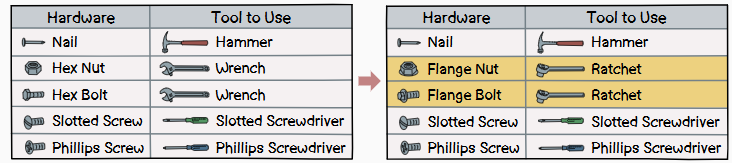 Hardware Tool to Use
Nail Hammer
Hex Nut Wrench
Hex Bolt Wrench
Slotted Screw Slotted Screwdriver
Phillips Screw Phillips Screwdriver
Hardware Tool to Use
Nail Hammer
Flange Nut Ratchet
Flange Bolt Ratchet
Slotted Screw Slotted Screwdriver
Phillips Screw Phillips Screwdriver